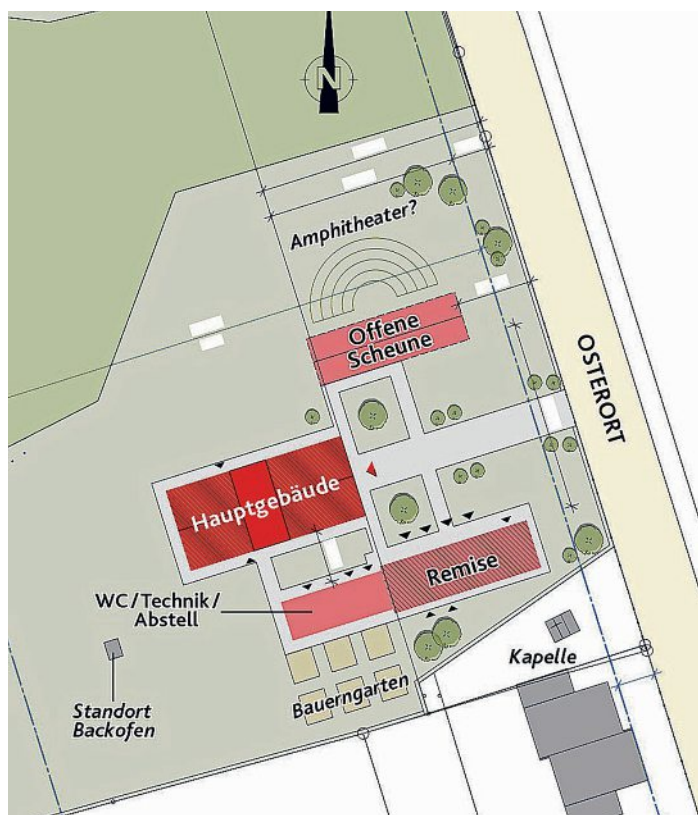 N
Amphitheater?
Offene
Scheune
OSTERORT
Hauptgebäude
Remise
WC/Technik/
Abstell
Kapelle
Bauerngarten
Standort
Backofen